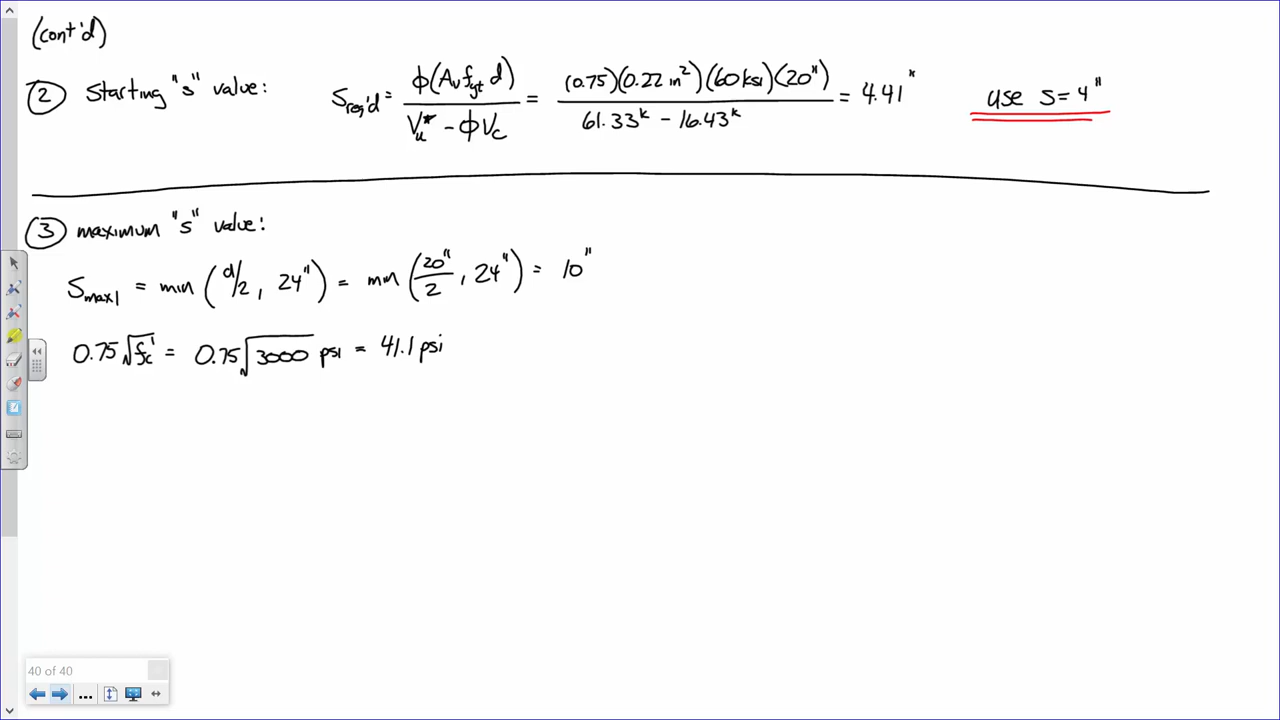 (cont'd)
② Starting "s" value: S_req'd = φ(A_v f_yt d) / (V_u* - φV_c) = (0.75)(0.22 in²)(60 ksi)(20") / (61.33ᵏ - 16.43ᵏ) = 4.41" use s = 4"
③ maximum "s" value:
S_max1 = min (d/2, 24") = min (20"/2, 24") = 10"
0.75√f'c = 0.75√3000 psi = 41.1 psi
40 of 40